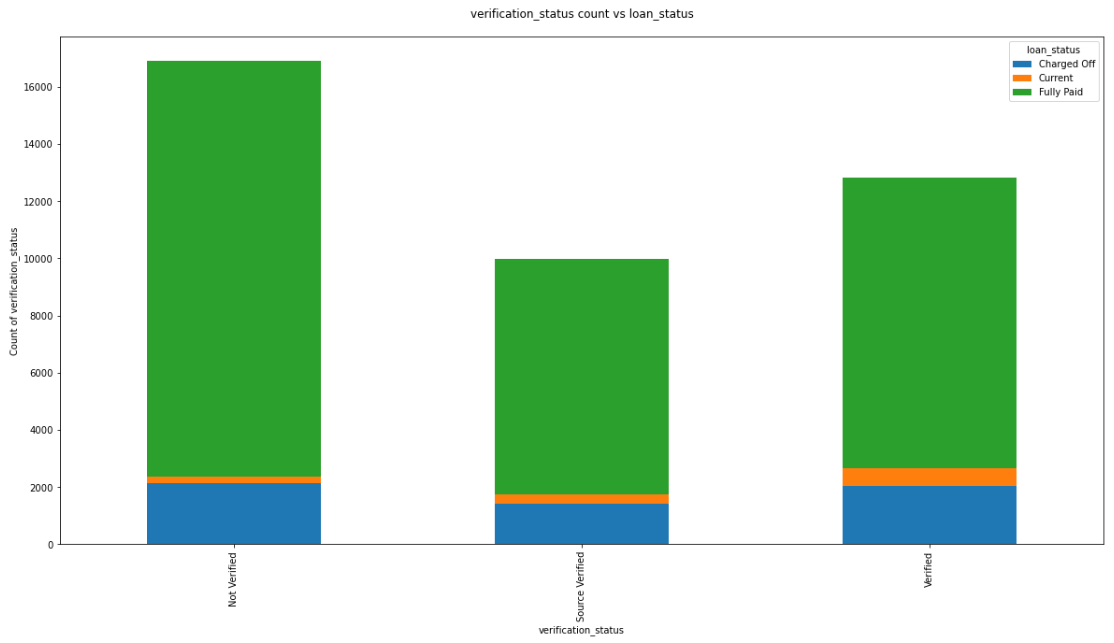 verification_status count vs loan_status
loan_status
Charged Off
Current
Fully Paid
Count of verification_status
16000
14000
12000
10000
8000
6000
4000
2000
0
Not Verified
Source Verified
Verified
verification_status